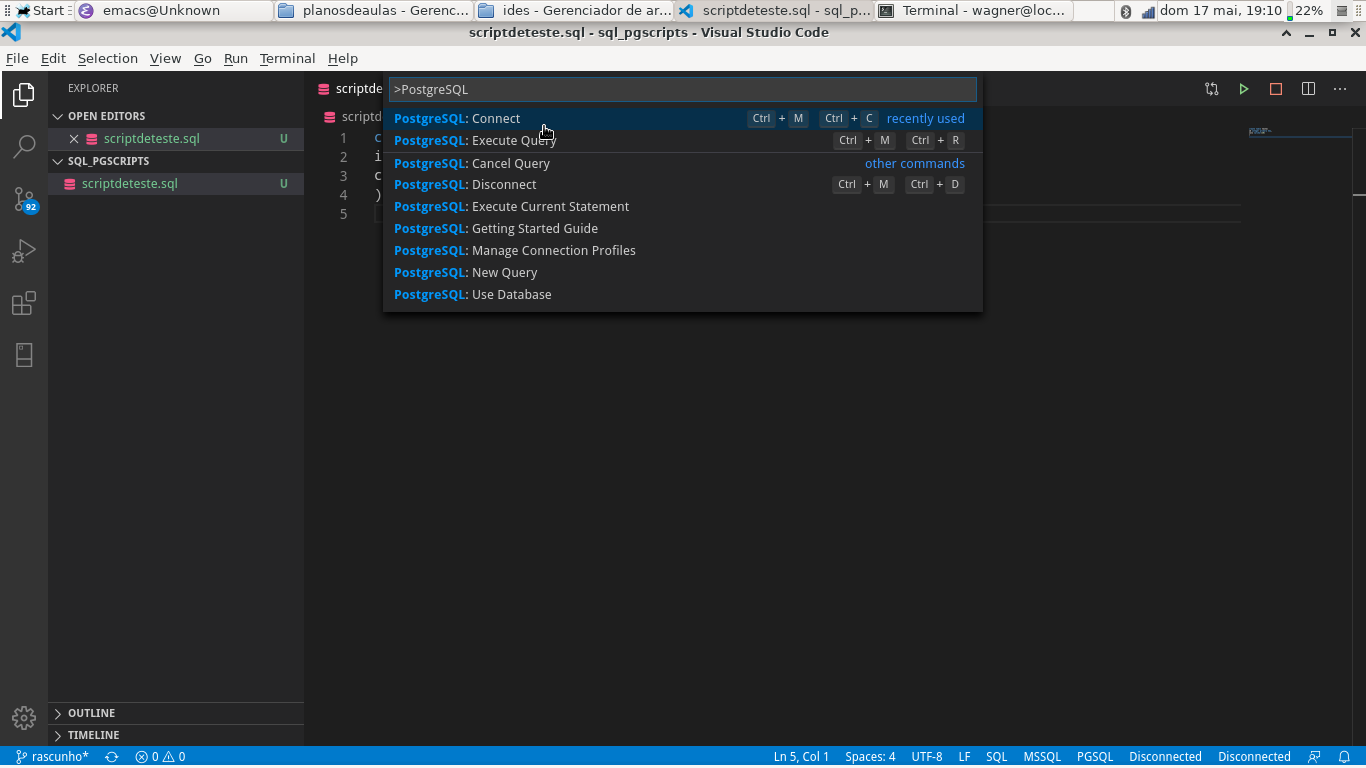 Start emacs@Unknown planosdeaulas - Gerenc... ides - Gerenciador de ar... scriptdeteste.sql - sql_p... Terminal - wagner@loc... dom 17 mai, 19:10 22%
scriptdeteste.sql - sql_pgscripts - Visual Studio Code
File Edit Selection View Go Run Terminal Help
EXPLORER
OPEN EDITORS
scriptdeteste.sql U
SQL_PGSCRIPTS
scriptdeteste.sql U
OUTLINE
TIMELINE
scriptde
scriptd
1 c
2 i
3 c
4 )
5
>PostgreSQL
PostgreSQL: Connect Ctrl + M Ctrl + C recently used
PostgreSQL: Execute Query Ctrl + M Ctrl + R
PostgreSQL: Cancel Query other commands
PostgreSQL: Disconnect Ctrl + M Ctrl + D
PostgreSQL: Execute Current Statement
PostgreSQL: Getting Started Guide
PostgreSQL: Manage Connection Profiles
PostgreSQL: New Query
PostgreSQL: Use Database
92
rascunho* 0 0 Ln 5, Col 1 Spaces: 4 UTF-8 LF SQL MSSQL PGSQL Disconnected Disconnected